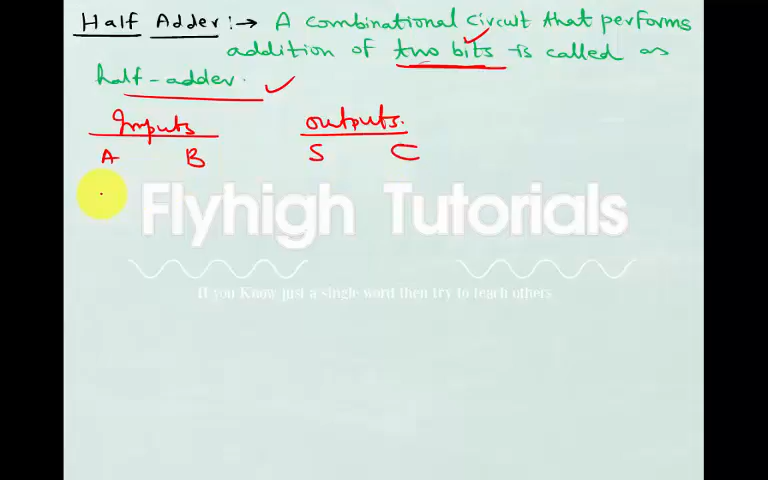 Half Adder :→ A combinational circuit that performs
addition of two bits is called as
half-adder.
Inputs outputs.
A B S C
Flyhigh Tutorials
If you Know just a single word then try to teach others